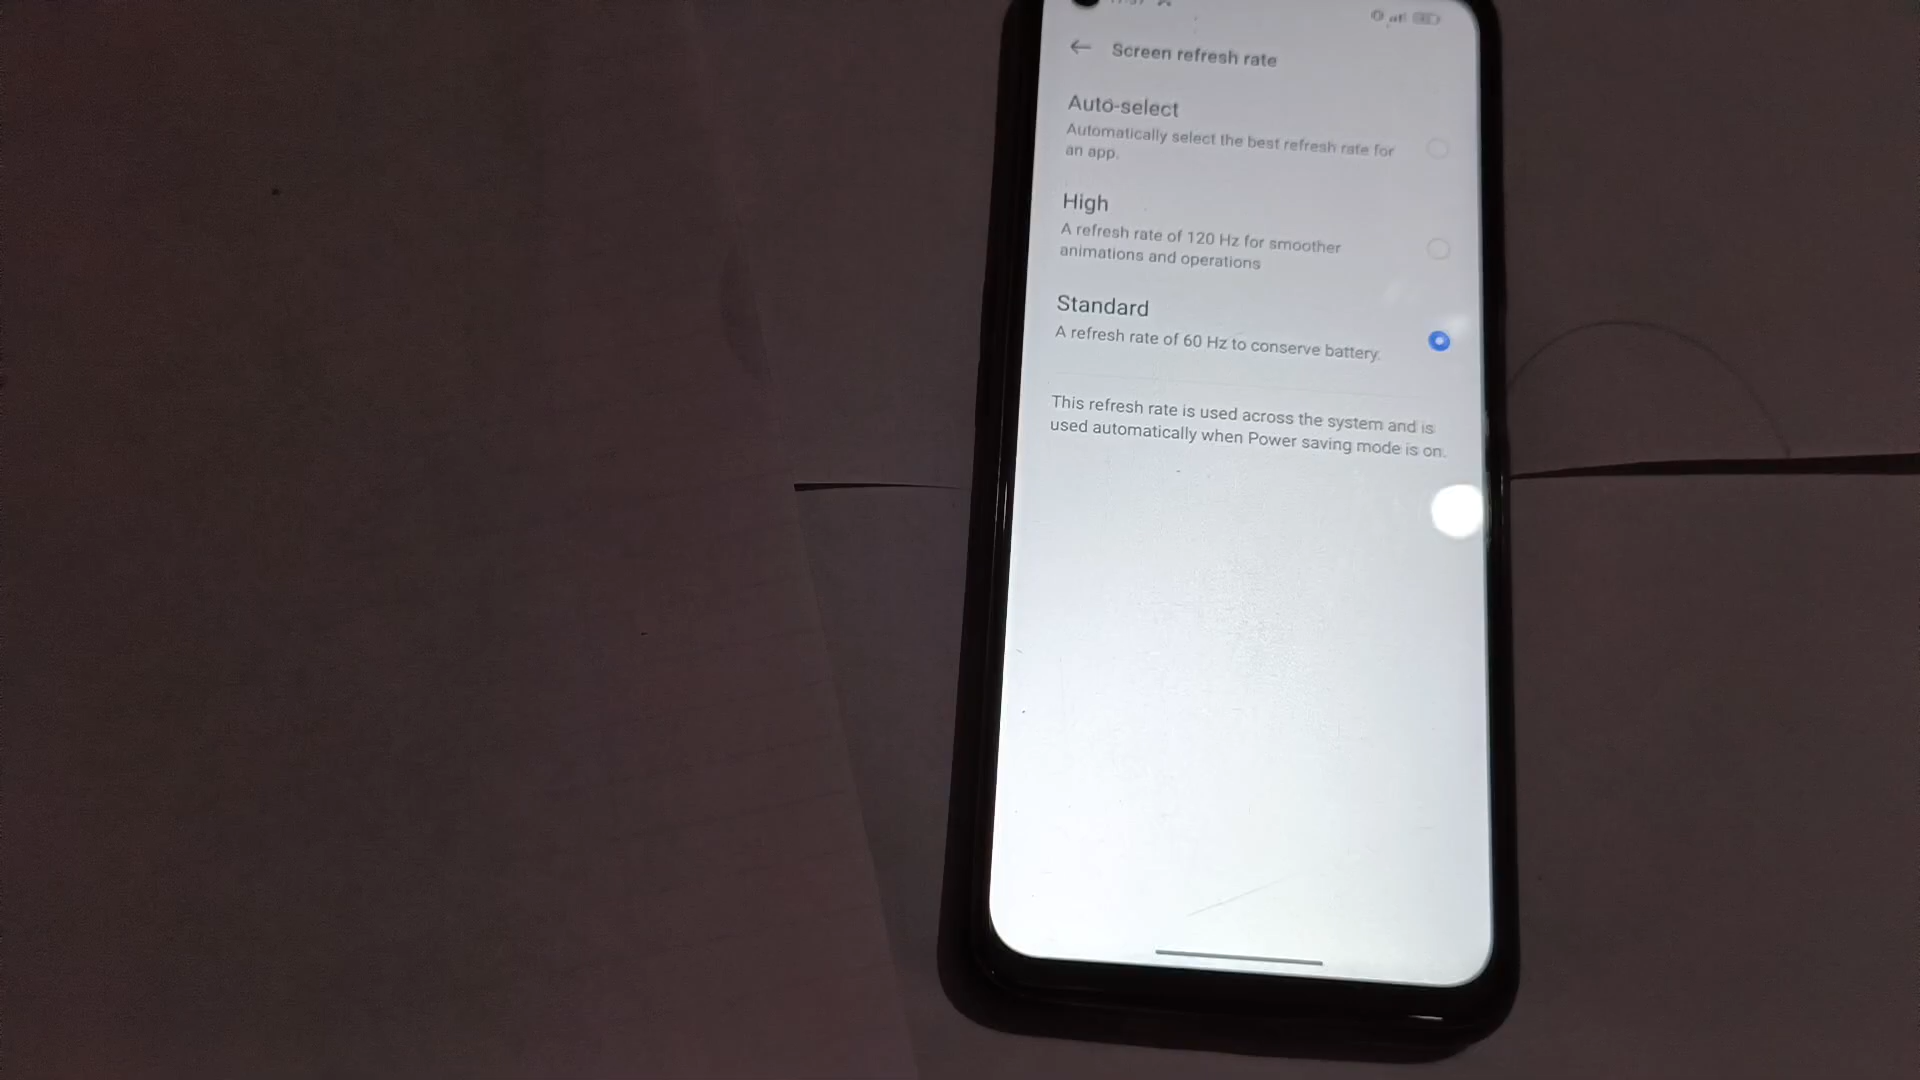 Screen refresh rate
Auto-select
Automatically select the best refresh rate for
an app.
High
A refresh rate of 120 Hz for smoother
animations and operations
Standard
A refresh rate of 60 Hz to conserve battery.
This refresh rate is used across the system and is
used automatically when Power saving mode is on.